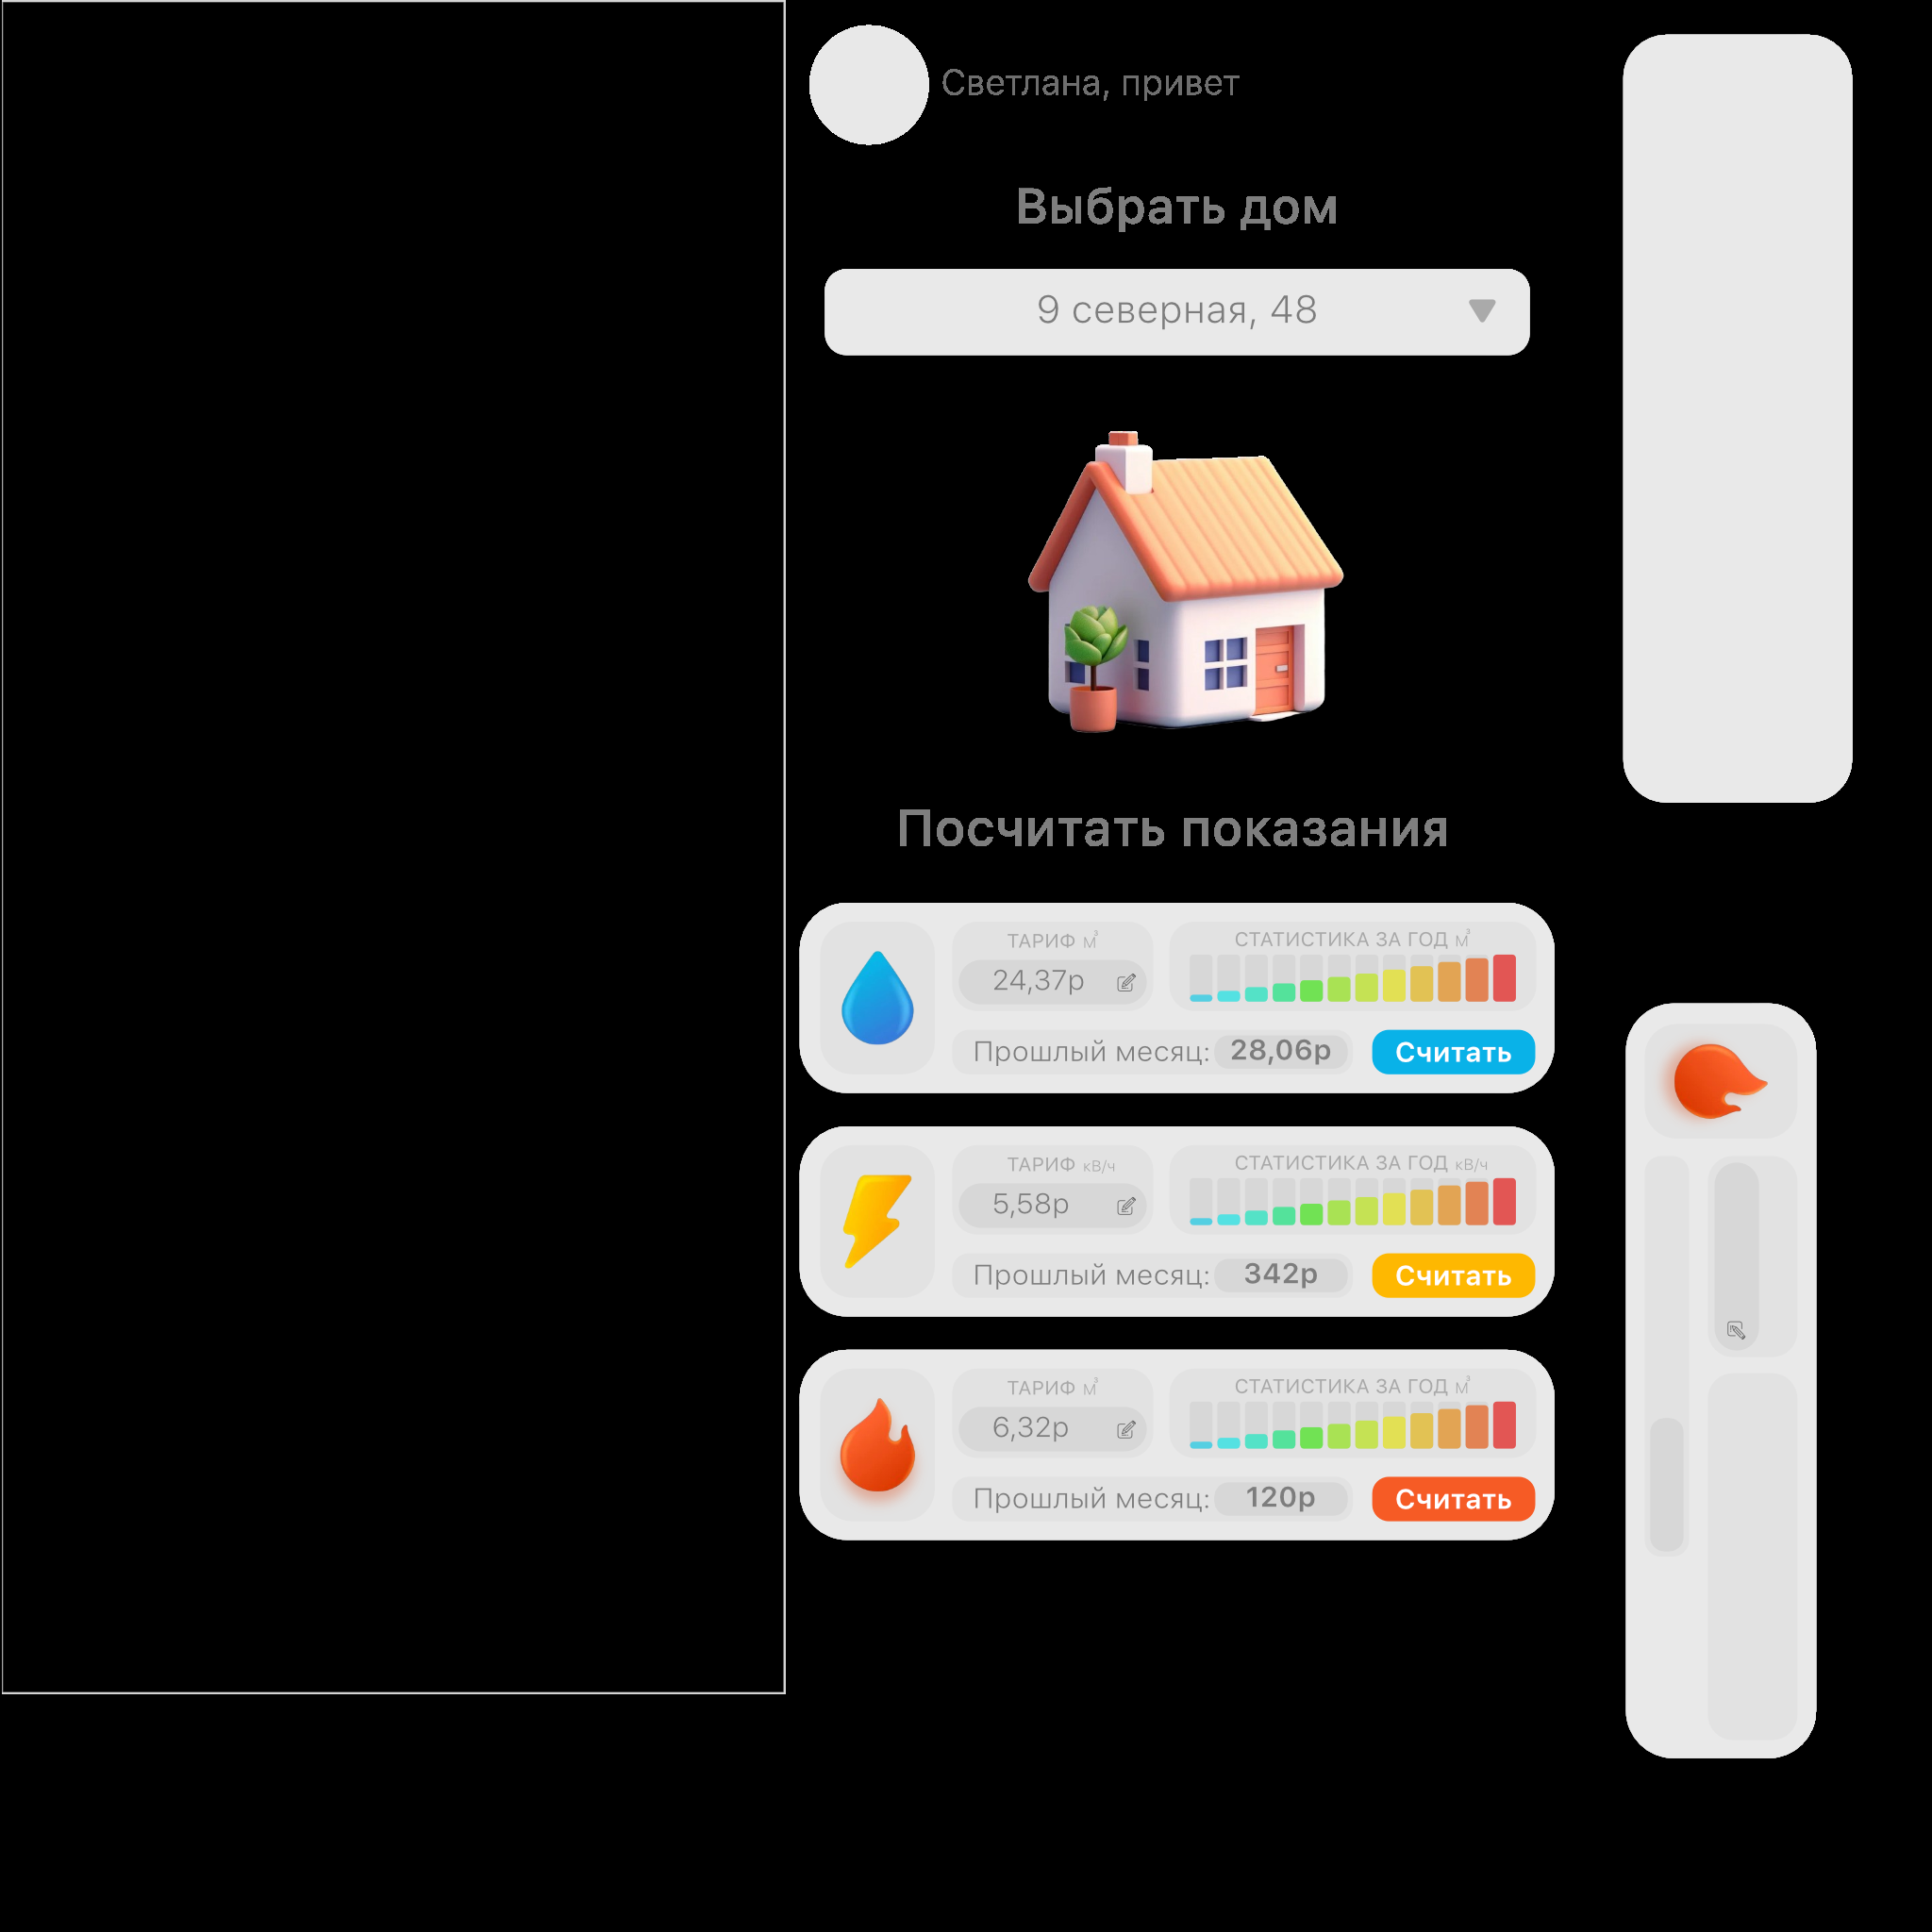 Светлана, привет
Выбрать дом
9 северная, 48
Посчитать показания
ТАРИФ м³
СТАТИСТИКА ЗА ГОД м³
24,37р
Прошлый месяц: 28,06р
Считать
ТАРИФ кВ/ч
СТАТИСТИКА ЗА ГОД кВ/ч
5,58р
Прошлый месяц: 342р
Считать
ТАРИФ м³
СТАТИСТИКА ЗА ГОД м³
6,32р
Прошлый месяц: 120р
Считать